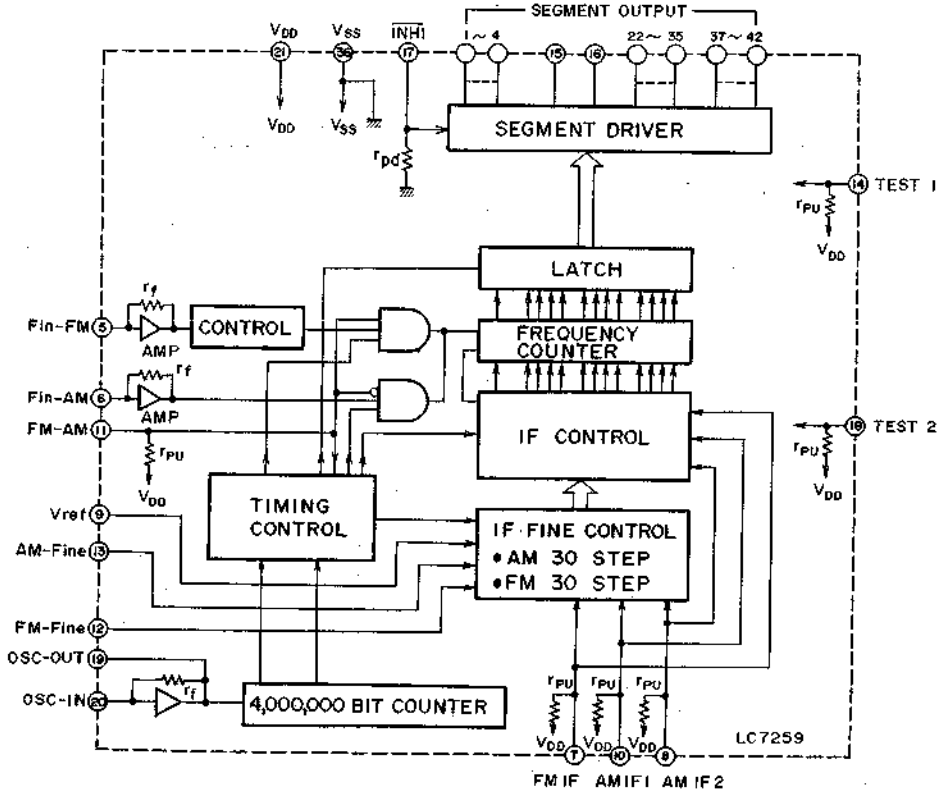 SEGMENT OUTPUT
VDD VSS INH1 1 ~ 4 22 ~ 35 37 ~ 42
21 36 17 15 16
VDD VSS
SEGMENT DRIVER
rpd
14 TEST 1
rPU
VDD
LATCH
rf
Fin-FM 5
AMP
CONTROL
FREQUENCY
COUNTER
rf
Fin-AM 6
AMP
FM-AM 11
rPU
VDD
IF CONTROL
18 TEST 2
rPU
VDD
TIMING
CONTROL
Vref 9
AM-Fine 13
IF FINE CONTROL
• AM 30 STEP
• FM 30 STEP
FM-Fine 12
OSC-OUT 19
rf
OSC-IN 20
4,000,000 BIT COUNTER
rPU rPU rPU
VDD VDD VDD
LC7259
7 10 8
FM IF AM IF1 AM IF2